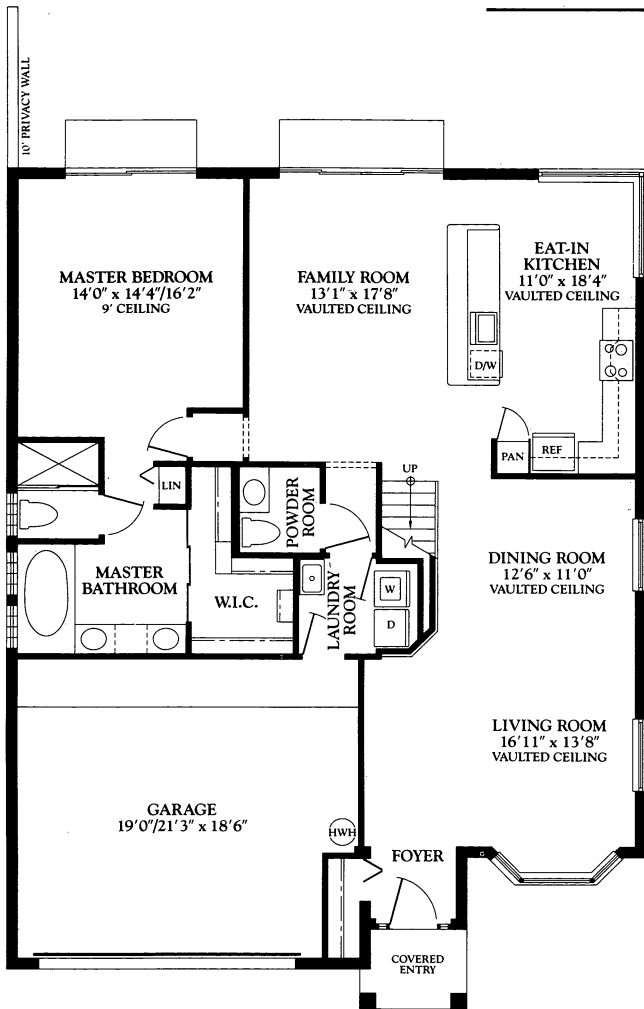 10' PRIVACY WALL
MASTER BEDROOM
14'0" x 14'4"/16'2"
9' CEILING
FAMILY ROOM
13'1" x 17'8"
VAULTED CEILING
EAT-IN
KITCHEN
11'0" x 18'4"
VAULTED CEILING
D/W
PAN
REF
UP
LIN
POWDER
ROOM
MASTER
BATHROOM
W.I.C.
LAUNDRY
ROOM
W
D
DINING ROOM
12'6" x 11'0"
VAULTED CEILING
LIVING ROOM
16'11" x 13'8"
VAULTED CEILING
GARAGE
19'0"/21'3" x 18'6"
HWH
FOYER
G
COVERED
ENTRY